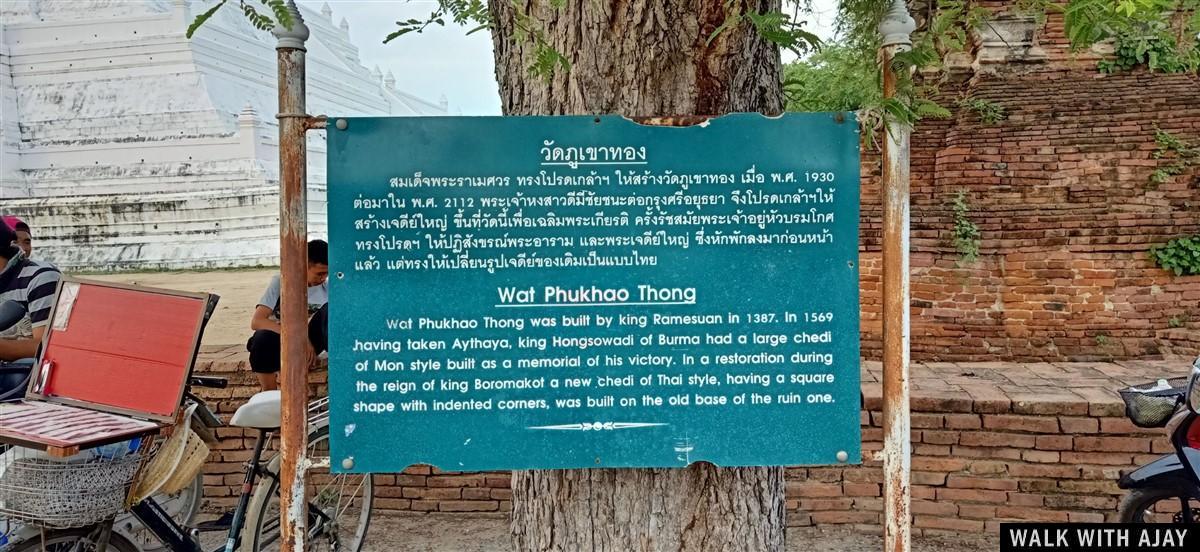 วัดภูเขาทอง
สมเด็จพระราเมศวร ทรงโปรดเกล้าฯ ให้สร้างวัดภูเขาทอง เมื่อ พ.ศ. 1930
ต่อมาใน พ.ศ. 2112 พระเจ้าหงสาวดีมีชัยชนะต่อกรุงศรีอยุธยา จึงโปรดเกล้าฯให้
สร้างเจดีย์ใหญ่ ขึ้นที่วัดนี้เพื่อเฉลิมพระเกียรติ ครั้งรัชสมัยพระเจ้าอยู่หัวบรมโกศ
ทรงโปรดฯ ให้ปฏิสังขรณ์พระอาราม และพระเจดีย์ใหญ่ ซึ่งหักพักลงมาก่อนหน้า
แล้ว แต่ทรงให้เปลี่ยนรูปเจดีย์ของเดิมเป็นแบบไทย
Wat Phukhao Thong
Wat Phukhao Thong was built by king Ramesuan in 1387. In 1569
having taken Aythaya, king Hongsowadi of Burma had a large chedi
of Mon style built as a memorial of his victory. In a restoration during
the reign of king Boromakot a new chedi of Thai style, having a square
shape with indented corners, was built on the old base of the ruin one.
WALK WITH AJAY